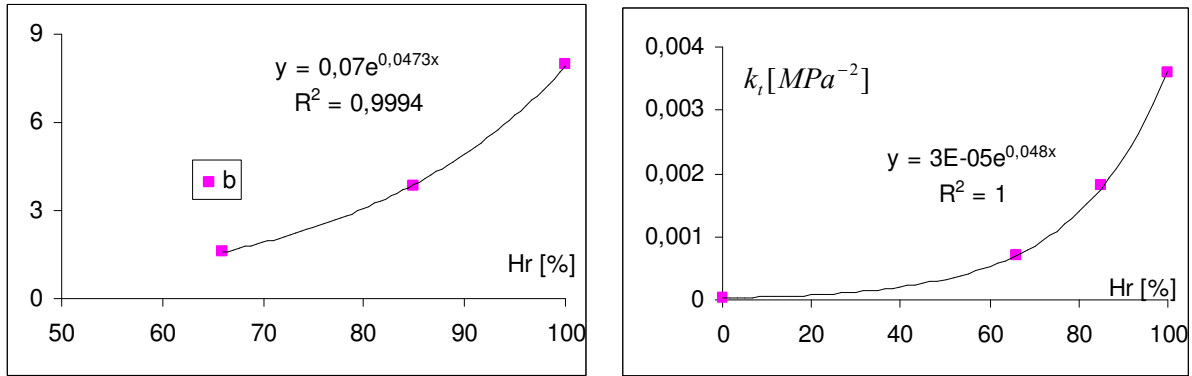 9
6
3
0
50
60
70
80
90
100
y = 0,07e^0,0473x
R² = 0,9994
b
Hr [%]
0,004
0,003
0,002
0,001
0
0
20
40
60
80
100
k_t [MPa⁻²]
y = 3E-05e^0,048x
R² = 1
Hr [%]